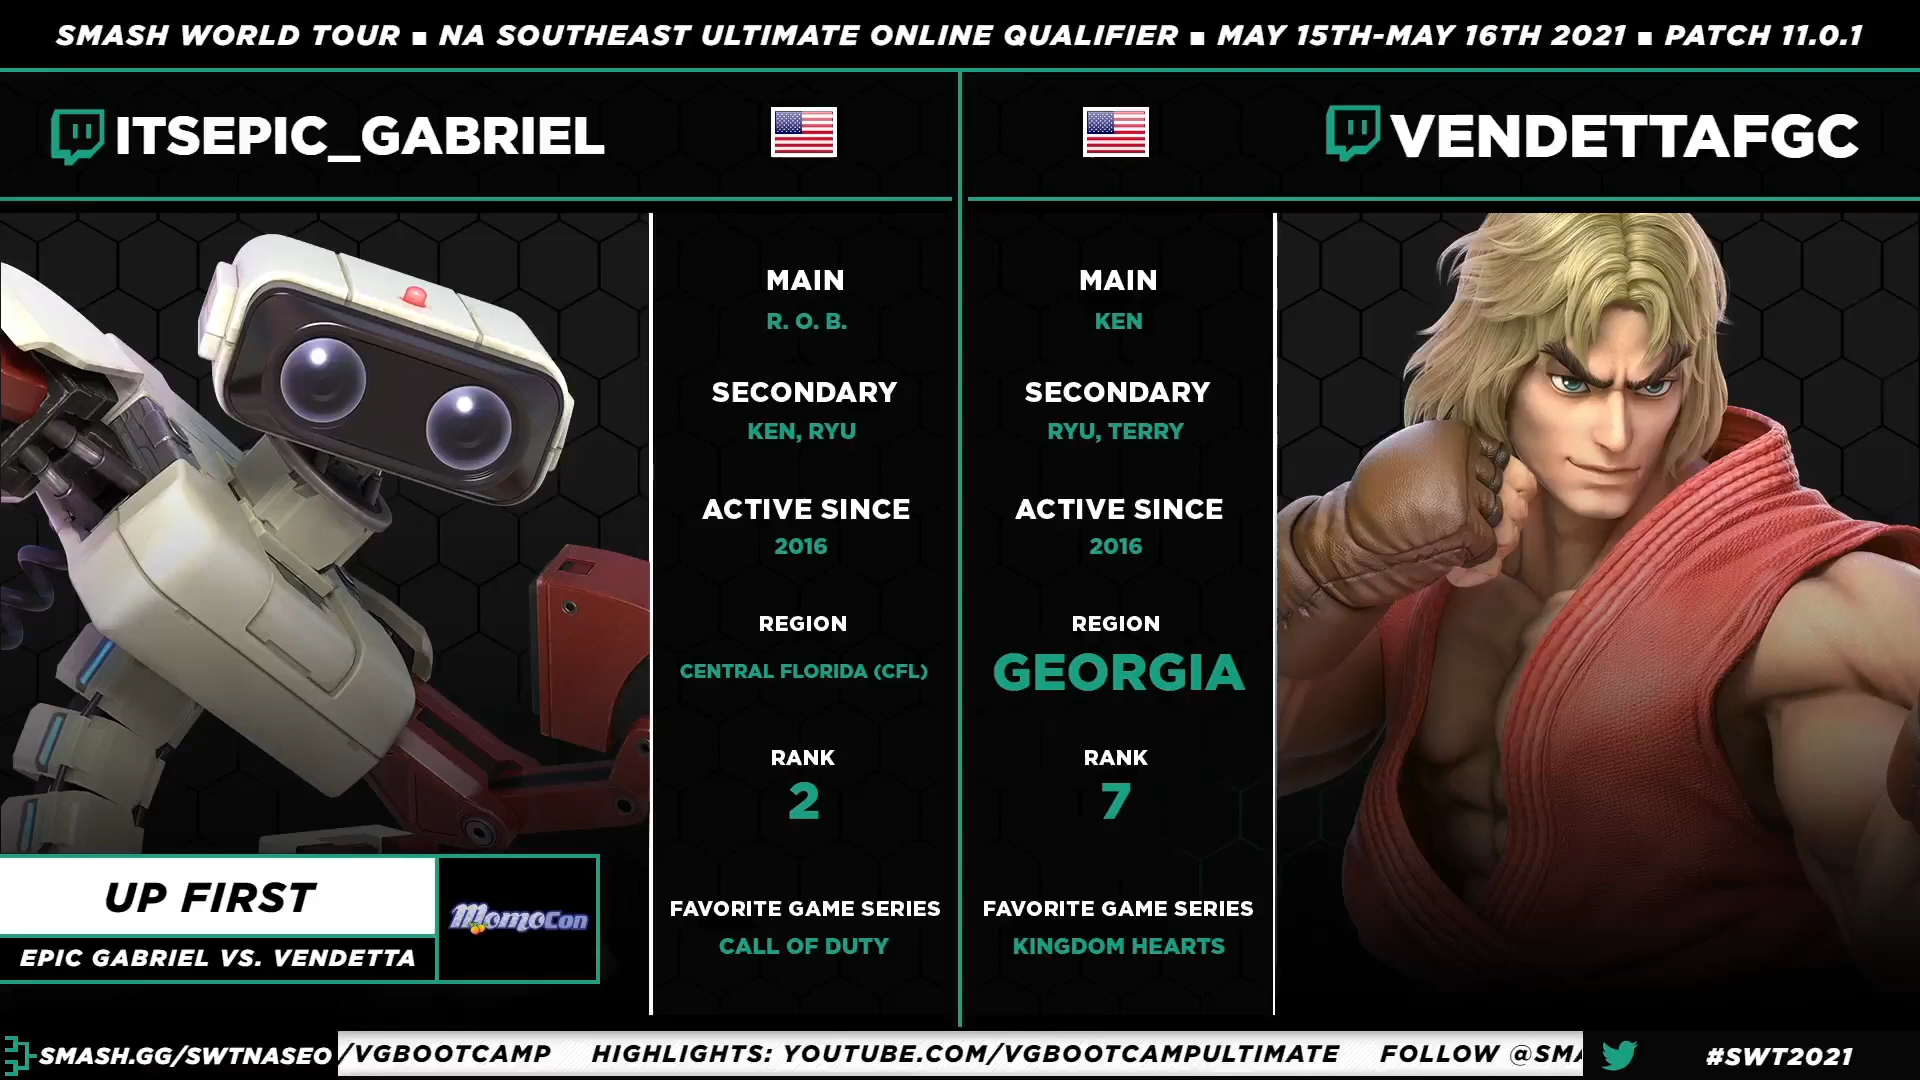 SMASH WORLD TOUR ■ NA SOUTHEAST ULTIMATE ONLINE QUALIFIER ■ MAY 15TH-MAY 16TH 2021 ■ PATCH 11.0.1
ITSEPIC_GABRIEL
VENDETTAFGC
MAIN
R. O. B.
SECONDARY
KEN, RYU
ACTIVE SINCE
2016
REGION
CENTRAL FLORIDA (CFL)
RANK
2
FAVORITE GAME SERIES
CALL OF DUTY
MAIN
KEN
SECONDARY
RYU, TERRY
ACTIVE SINCE
2016
REGION
GEORGIA
RANK
7
FAVORITE GAME SERIES
KINGDOM HEARTS
UP FIRST
EPIC GABRIEL VS. VENDETTA
MomoCon
SMASH.GG/SWTNASEO
/VGBOOTCAMP HIGHLIGHTS: YOUTUBE.COM/VGBOOTCAMPULTIMATE FOLLOW @SMA
#SWT2021